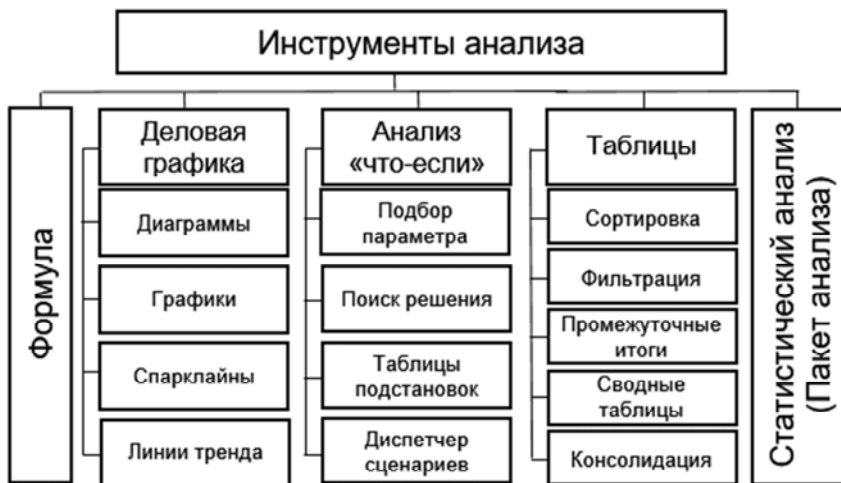 Инструменты анализа
Формула
Деловая
графика
Диаграммы
Графики
Спарклайны
Линии тренда
Анализ
«что-если»
Подбор
параметра
Поиск решения
Таблицы
подстановок
Диспетчер
сценариев
Таблицы
Сортировка
Фильтрация
Промежуточные
итоги
Сводные
таблицы
Консолидация
Статистический анализ
(Пакет анализа)